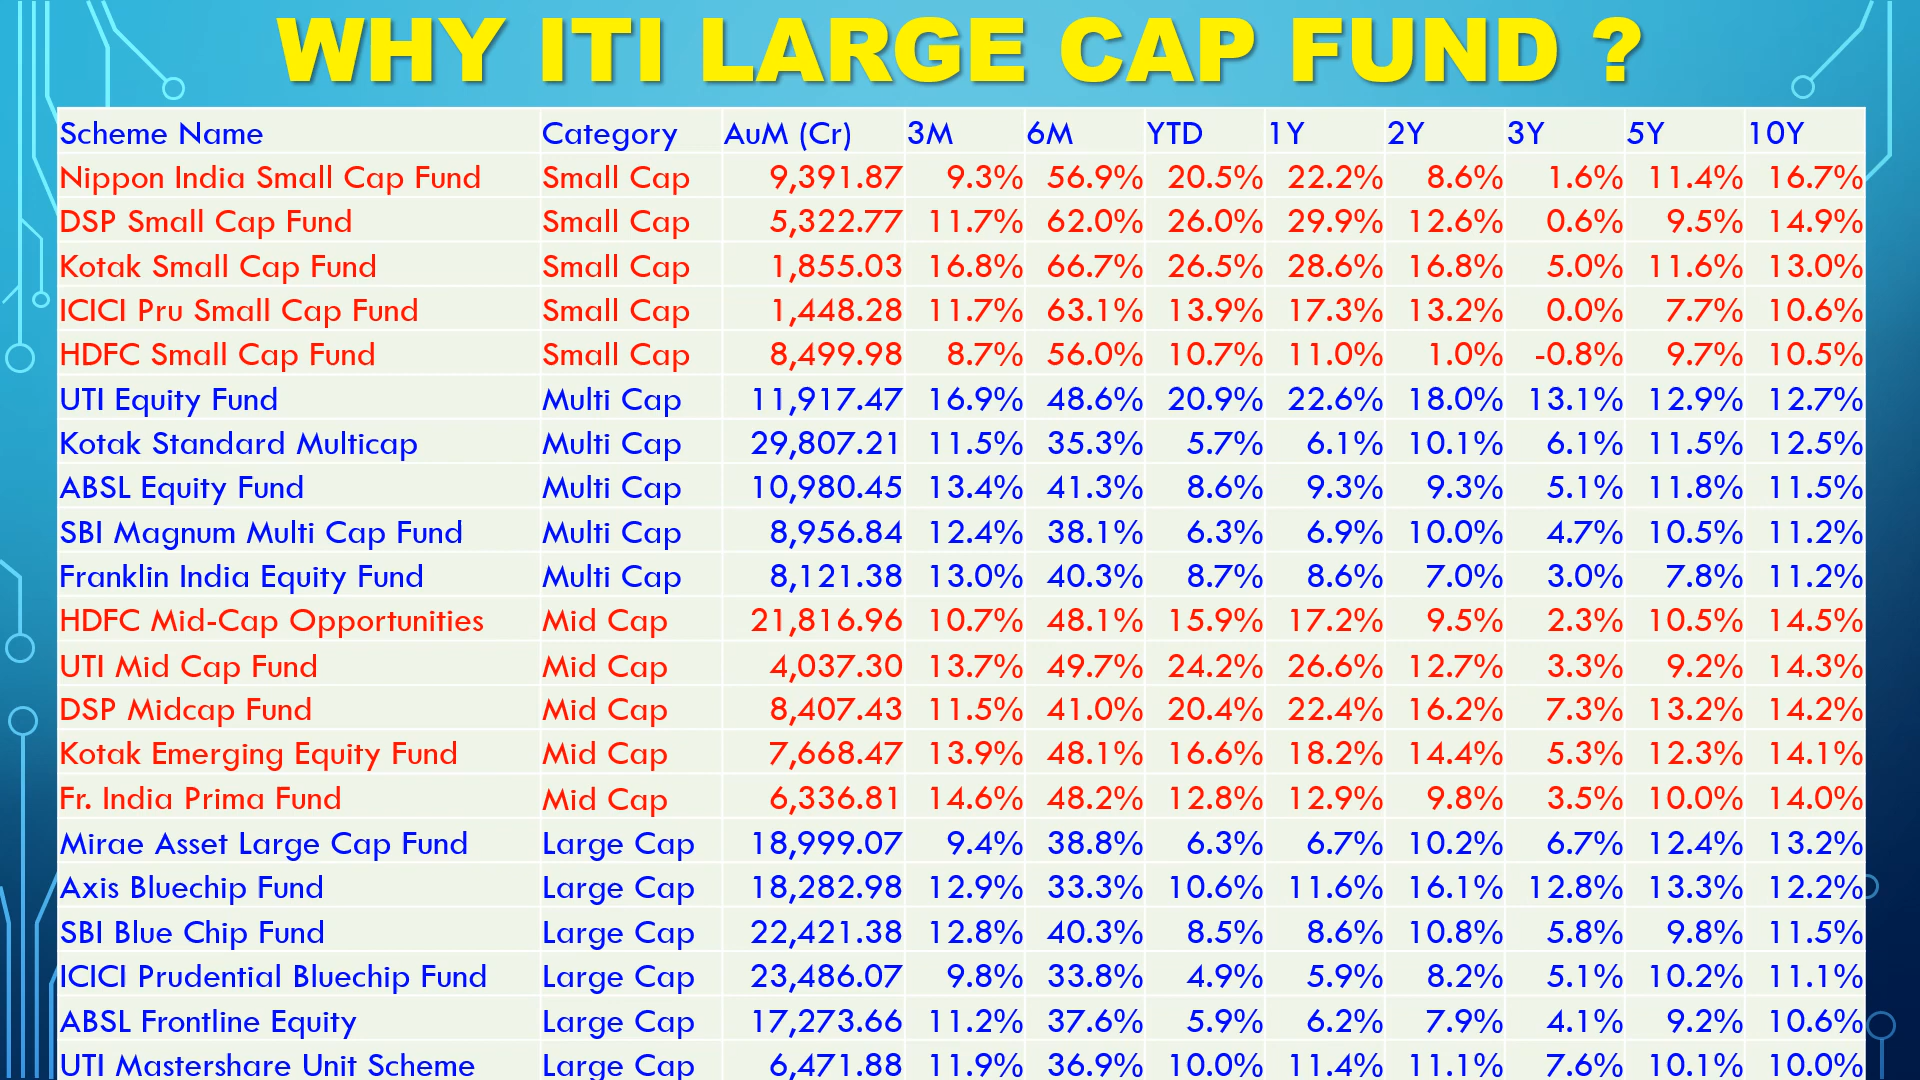 WHY ITI LARGE CAP FUND ?
Scheme Name Category AuM (Cr) 3M 6M YTD 1Y 2Y 3Y 5Y 10Y
Nippon India Small Cap Fund Small Cap 9,391.87 9.3% 56.9% 20.5% 22.2% 8.6% 1.6% 11.4% 16.7%
DSP Small Cap Fund Small Cap 5,322.77 11.7% 62.0% 26.0% 29.9% 12.6% 0.6% 9.5% 14.9%
Kotak Small Cap Fund Small Cap 1,855.03 16.8% 66.7% 26.5% 28.6% 16.8% 5.0% 11.6% 13.0%
ICICI Pru Small Cap Fund Small Cap 1,448.28 11.7% 63.1% 13.9% 17.3% 13.2% 0.0% 7.7% 10.6%
HDFC Small Cap Fund Small Cap 8,499.98 8.7% 56.0% 10.7% 11.0% 1.0% -0.8% 9.7% 10.5%
UTI Equity Fund Multi Cap 11,917.47 16.9% 48.6% 20.9% 22.6% 18.0% 13.1% 12.9% 12.7%
Kotak Standard Multicap Multi Cap 29,807.21 11.5% 35.3% 5.7% 6.1% 10.1% 6.1% 11.5% 12.5%
ABSL Equity Fund Multi Cap 10,980.45 13.4% 41.3% 8.6% 9.3% 9.3% 5.1% 11.8% 11.5%
SBI Magnum Multi Cap Fund Multi Cap 8,956.84 12.4% 38.1% 6.3% 6.9% 10.0% 4.7% 10.5% 11.2%
Franklin India Equity Fund Multi Cap 8,121.38 13.0% 40.3% 8.7% 8.6% 7.0% 3.0% 7.8% 11.2%
HDFC Mid-Cap Opportunities Mid Cap 21,816.96 10.7% 48.1% 15.9% 17.2% 9.5% 2.3% 10.5% 14.5%
UTI Mid Cap Fund Mid Cap 4,037.30 13.7% 49.7% 24.2% 26.6% 12.7% 3.3% 9.2% 14.3%
DSP Midcap Fund Mid Cap 8,407.43 11.5% 41.0% 20.4% 22.4% 16.2% 7.3% 13.2% 14.2%
Kotak Emerging Equity Fund Mid Cap 7,668.47 13.9% 48.1% 16.6% 18.2% 14.4% 5.3% 12.3% 14.1%
Fr. India Prima Fund Mid Cap 6,336.81 14.6% 48.2% 12.8% 12.9% 9.8% 3.5% 10.0% 14.0%
Mirae Asset Large Cap Fund Large Cap 18,999.07 9.4% 38.8% 6.3% 6.7% 10.2% 6.7% 12.4% 13.2%
Axis Bluechip Fund Large Cap 18,282.98 12.9% 33.3% 10.6% 11.6% 16.1% 12.8% 13.3% 12.2%
SBI Blue Chip Fund Large Cap 22,421.38 12.8% 40.3% 8.5% 8.6% 10.8% 5.8% 9.8% 11.5%
ICICI Prudential Bluechip Fund Large Cap 23,486.07 9.8% 33.8% 4.9% 5.9% 8.2% 5.1% 10.2% 11.1%
ABSL Frontline Equity Large Cap 17,273.66 11.2% 37.6% 5.9% 6.2% 7.9% 4.1% 9.2% 10.6%
UTI Mastershare Unit Scheme Large Cap 6,471.88 11.9% 36.9% 10.0% 11.4% 11.1% 7.6% 10.1% 10.0%